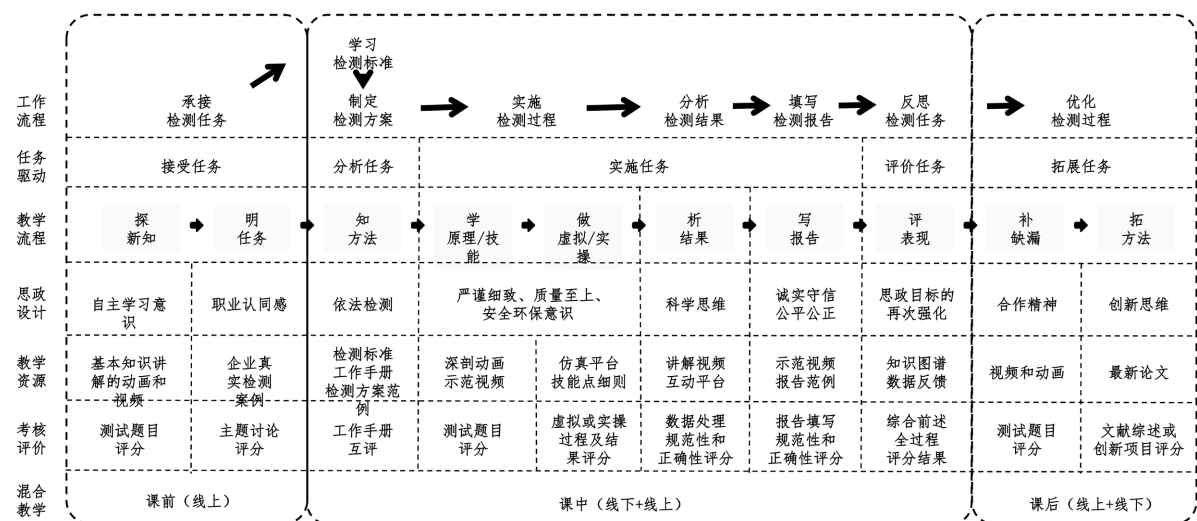 学习
检测标准
工作
流程
承接
检测任务
制定
检测方案
实施
检测过程
分析
检测结果
填写
检测报告
反思
检测任务
优化
检测过程
任务
驱动
接受任务
分析任务
实施任务
评价任务
拓展任务
教学
流程
探
新知
明
任务
知
方法
学
原理/技
能
做
虚拟/实
操
析
结果
写
报告
评
表现
补
缺漏
拓
方法
思政
设计
自主学习意
识
职业认同感
依法检测
严谨细致、质量至上、
安全环保意识
科学思维
诚实守信
公平公正
思政目标的
再次强化
合作精神
创新思维
教学
资源
基本知识讲
解的动画和
视频
企业真
实检测
案例
检测标准
工作手册
检测方案范
例
深剖动画
示范视频
仿真平台
技能点细则
讲解视频
互动平台
示范视频
报告范例
知识图谱
数据反馈
视频和动画
最新论文
考核
评价
测试题目
评分
主题讨论
评分
工作手册
互评
测试题目
评分
虚拟或实操
过程及结
果评分
数据处理
规范性和
正确性评分
报告填写
规范性和
正确性评分
综合前述
全过程
评分结果
测试题目
评分
文献综述或
创新项目评分
混合
教学
课前（线上）
课中（线下+线上）
课后（线上+线下）